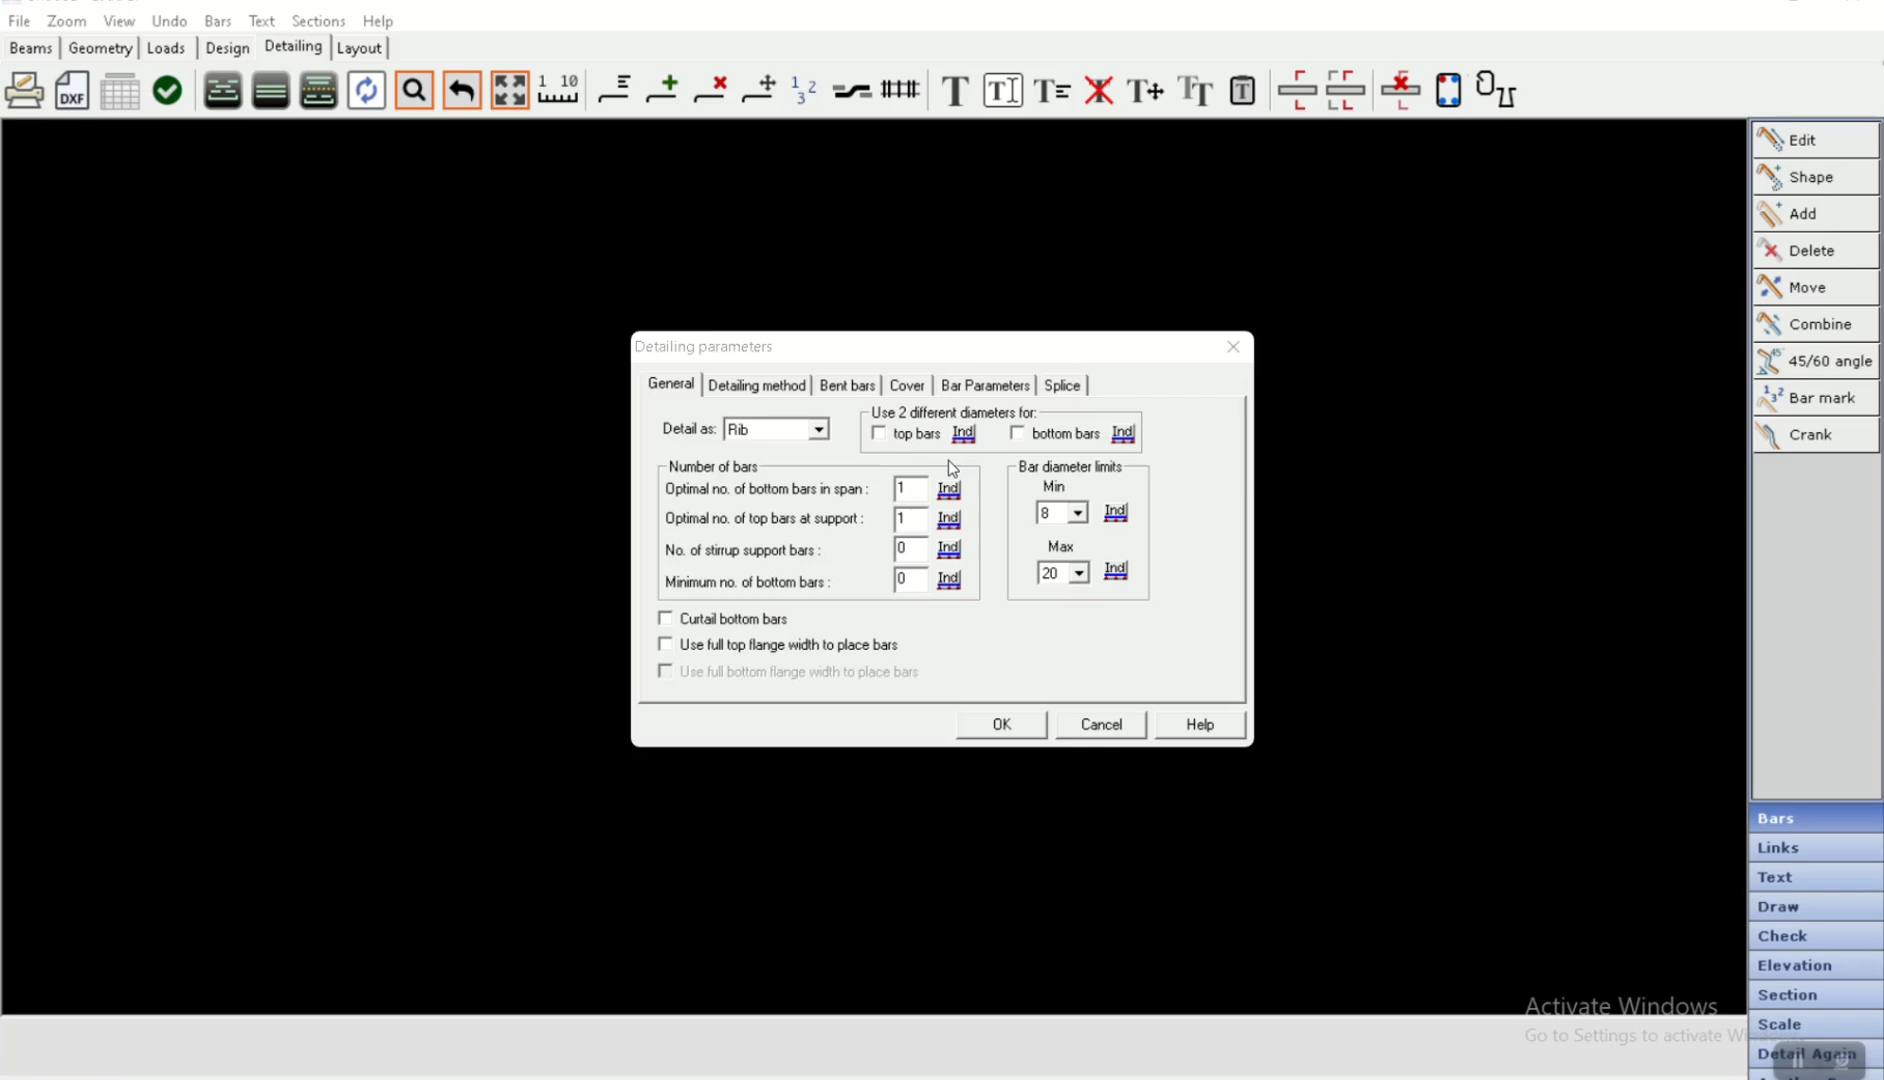 File Zoom View Undo Bars Text Sections Help
Beams Geometry Loads Design Detailing Layout
DXF 1 10 1 2 3 T T T T T T T
Edit
Shape
Add
Delete
Move
Combine
45/60 angle
Bar mark
Crank
Detailing parameters
General Detailing method Bent bars Cover Bar Parameters Splice
Detail as: Rib
Use 2 different diameters for:
top bars Ind bottom bars Ind
Number of bars
Optimal no. of bottom bars in span : 1 Ind
Optimal no. of top bars at support : 1 Ind
No. of stirrup support bars : 0 Ind
Minimum no. of bottom bars : 0 Ind
Bar diameter limits
Min
8 Ind
Max
20 Ind
Curtail bottom bars
Use full top flange width to place bars
Use full bottom flange width to place bars
OK Cancel Help
Bars
Links
Text
Draw
Check
Elevation
Section
Scale
Detail Again
Activate Windows
Go to Settings to activate